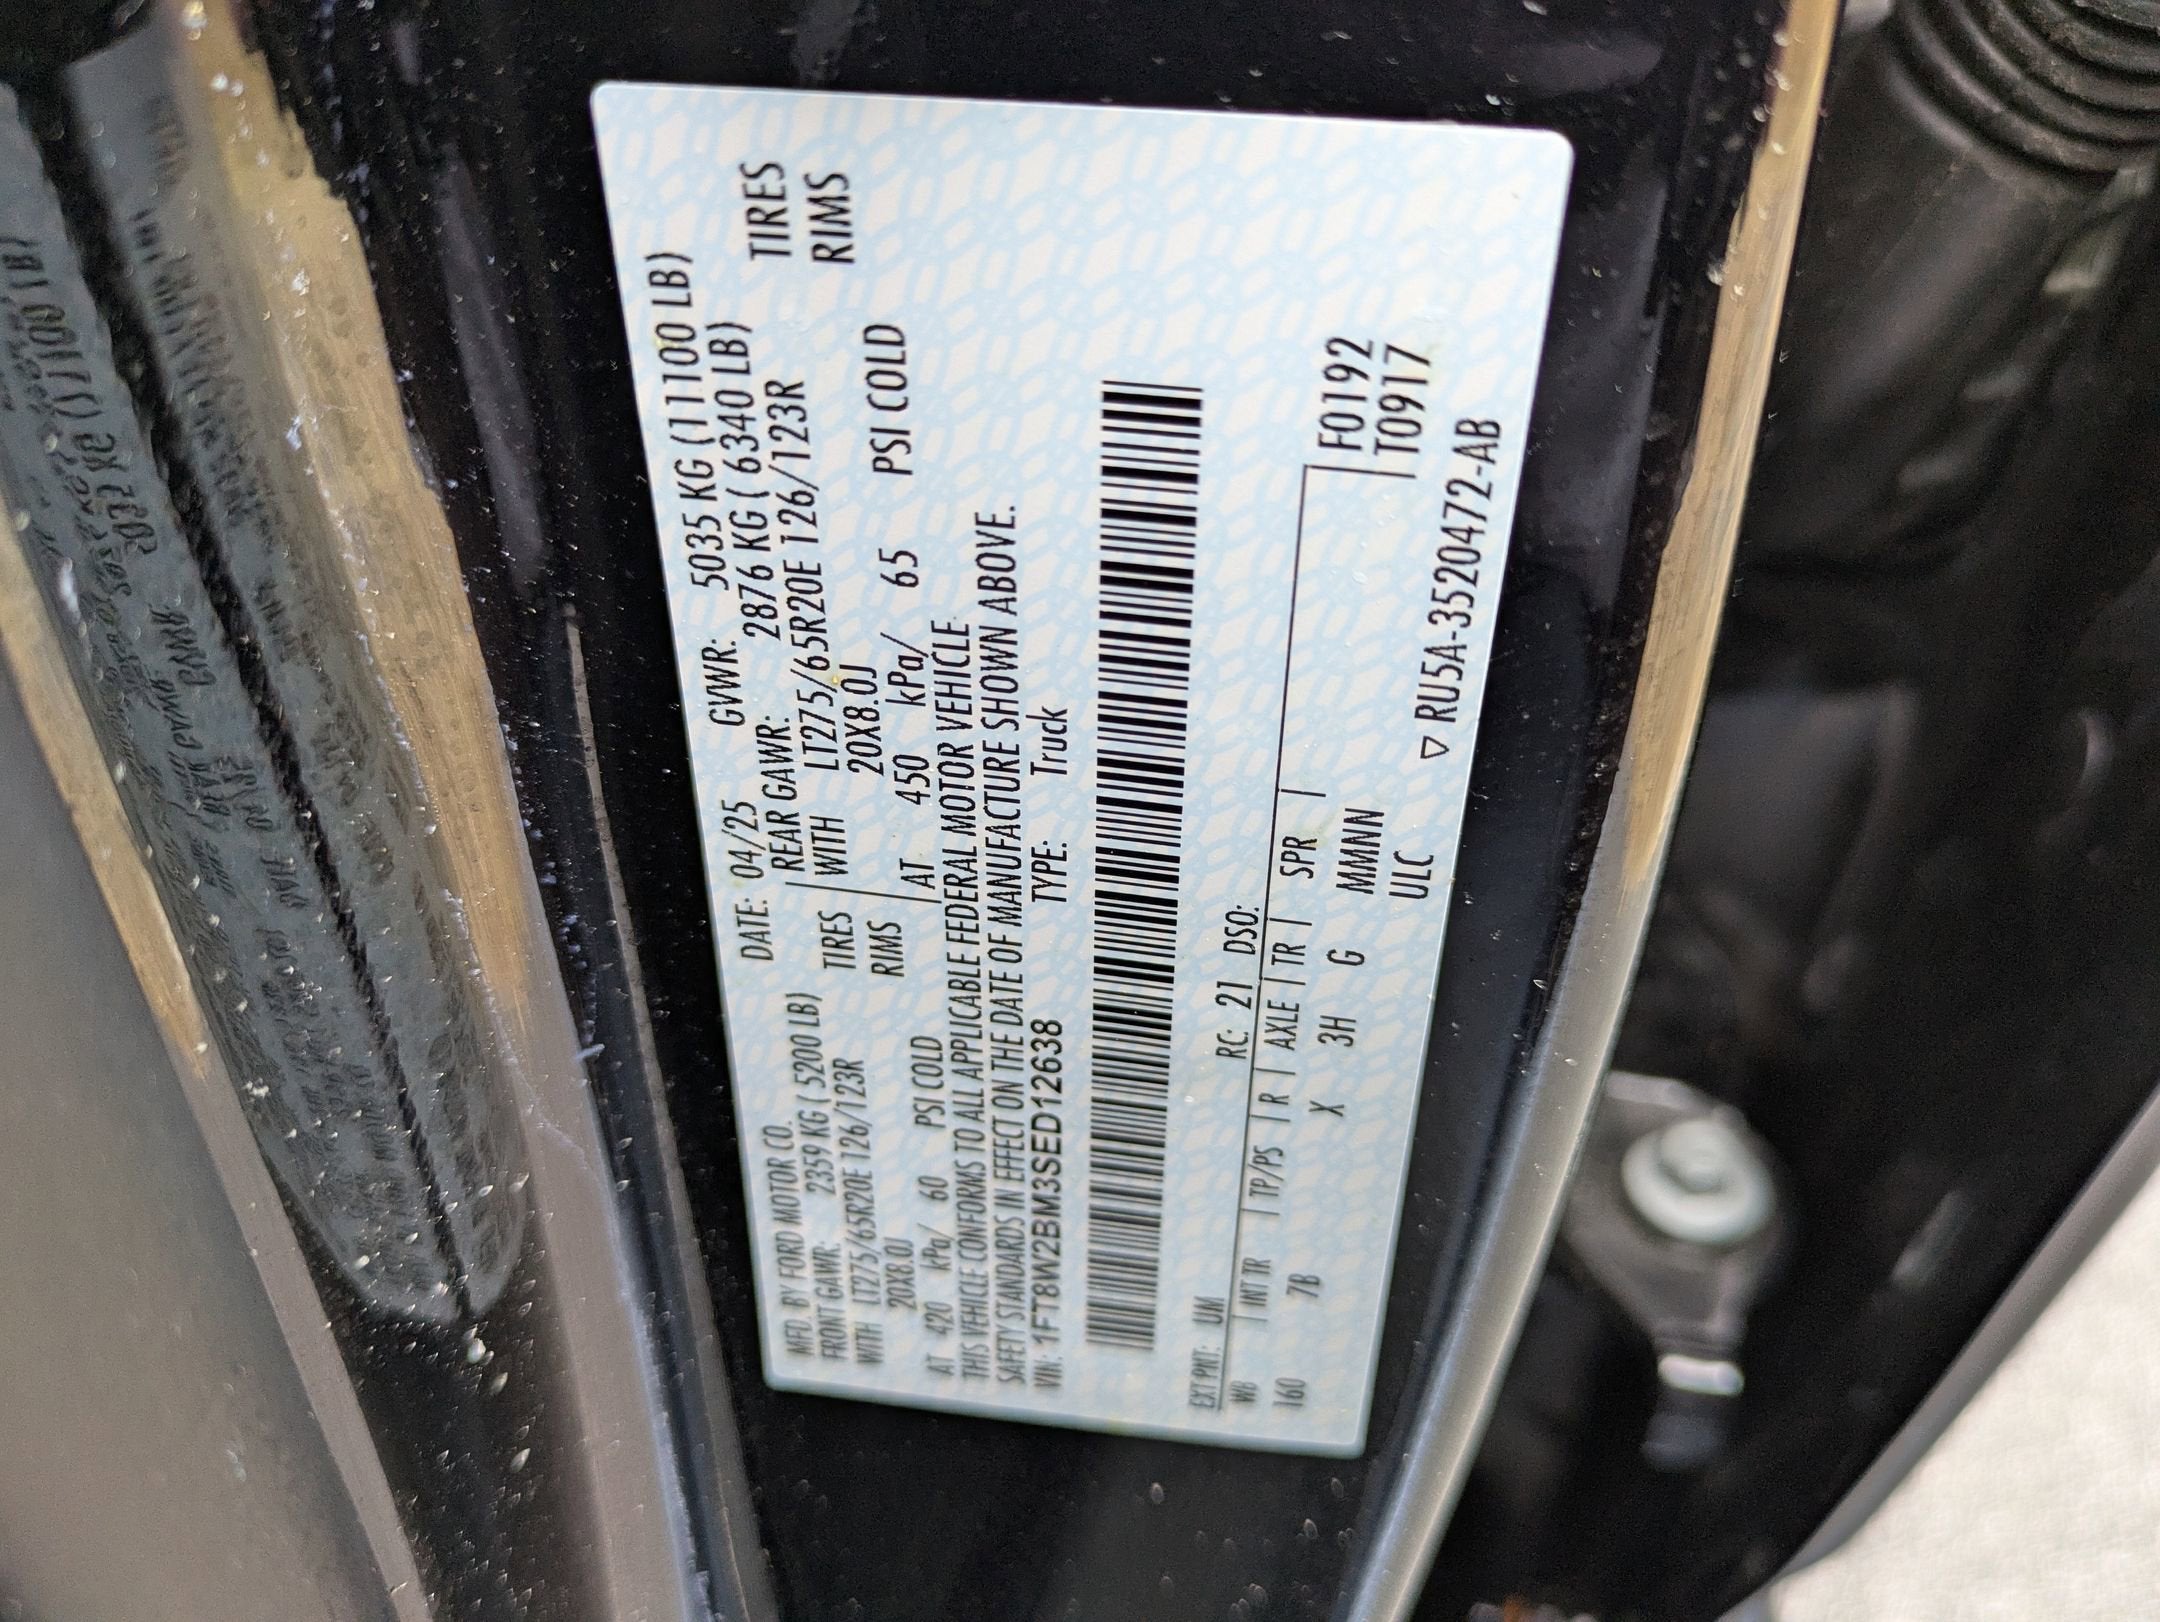 MFD. BY FORD MOTOR CO. DATE: 04/25 GVWR: 5035 KG (11100 LB)
FRONT GAWR: 2359 KG ( 5200 LB) REAR GAWR: 2876 KG ( 6340 LB)
WITH LT275/65R20E 126/123R TIRES WITH LT275/65R20E 126/123R TIRES
20X8.0J RIMS 20X8.0J RIMS
AT 420 kPa/ 60 PSI COLD AT 450 kPa/ 65 PSI COLD
THIS VEHICLE CONFORMS TO ALL APPLICABLE FEDERAL MOTOR VEHICLE
SAFETY STANDARDS IN EFFECT ON THE DATE OF MANUFACTURE SHOWN ABOVE.
VIN: 1FT8W2BM3SED12638 TYPE: Truck
EXT PNT: UM RC: 21 DSO:
WB | INT TR | TP/PS | R | AXLE | TR | SPR | F0192
160 7B X 3H G MMNN T0917
ULC
▽ RU5A-3520472-AB